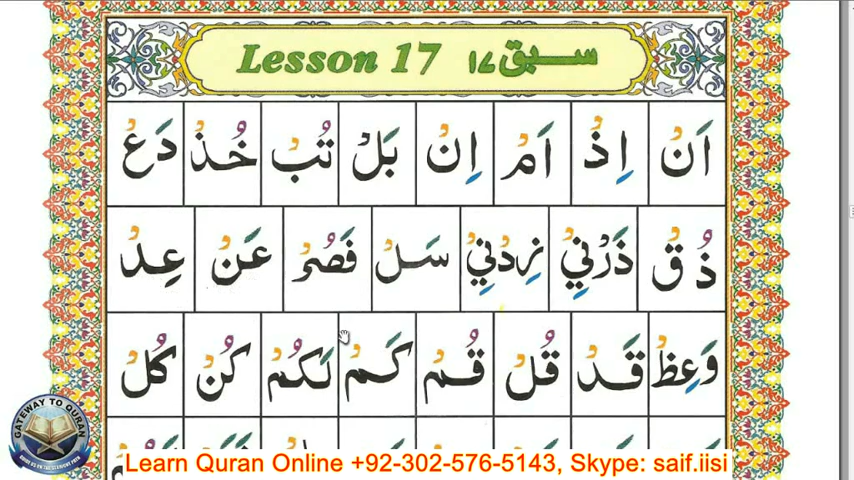 Lesson 17 سبق ١٧
اَنْ اِذْ اَمْ اِنْ بَلْ تُبْ خُذْ دَعْ
ذُقْ ذَرْنِيْ زِدْنِيْ سَلْ فَصُرْ عَنْ عِدْ
وَعِظْ قَدْ قُلْ قُمْ كَمْ لَكُمْ كُنْ كُلْ
GATEWAY TO QURAN
Learn Quran Online +92-302-576-5143, Skype: saif.iisi